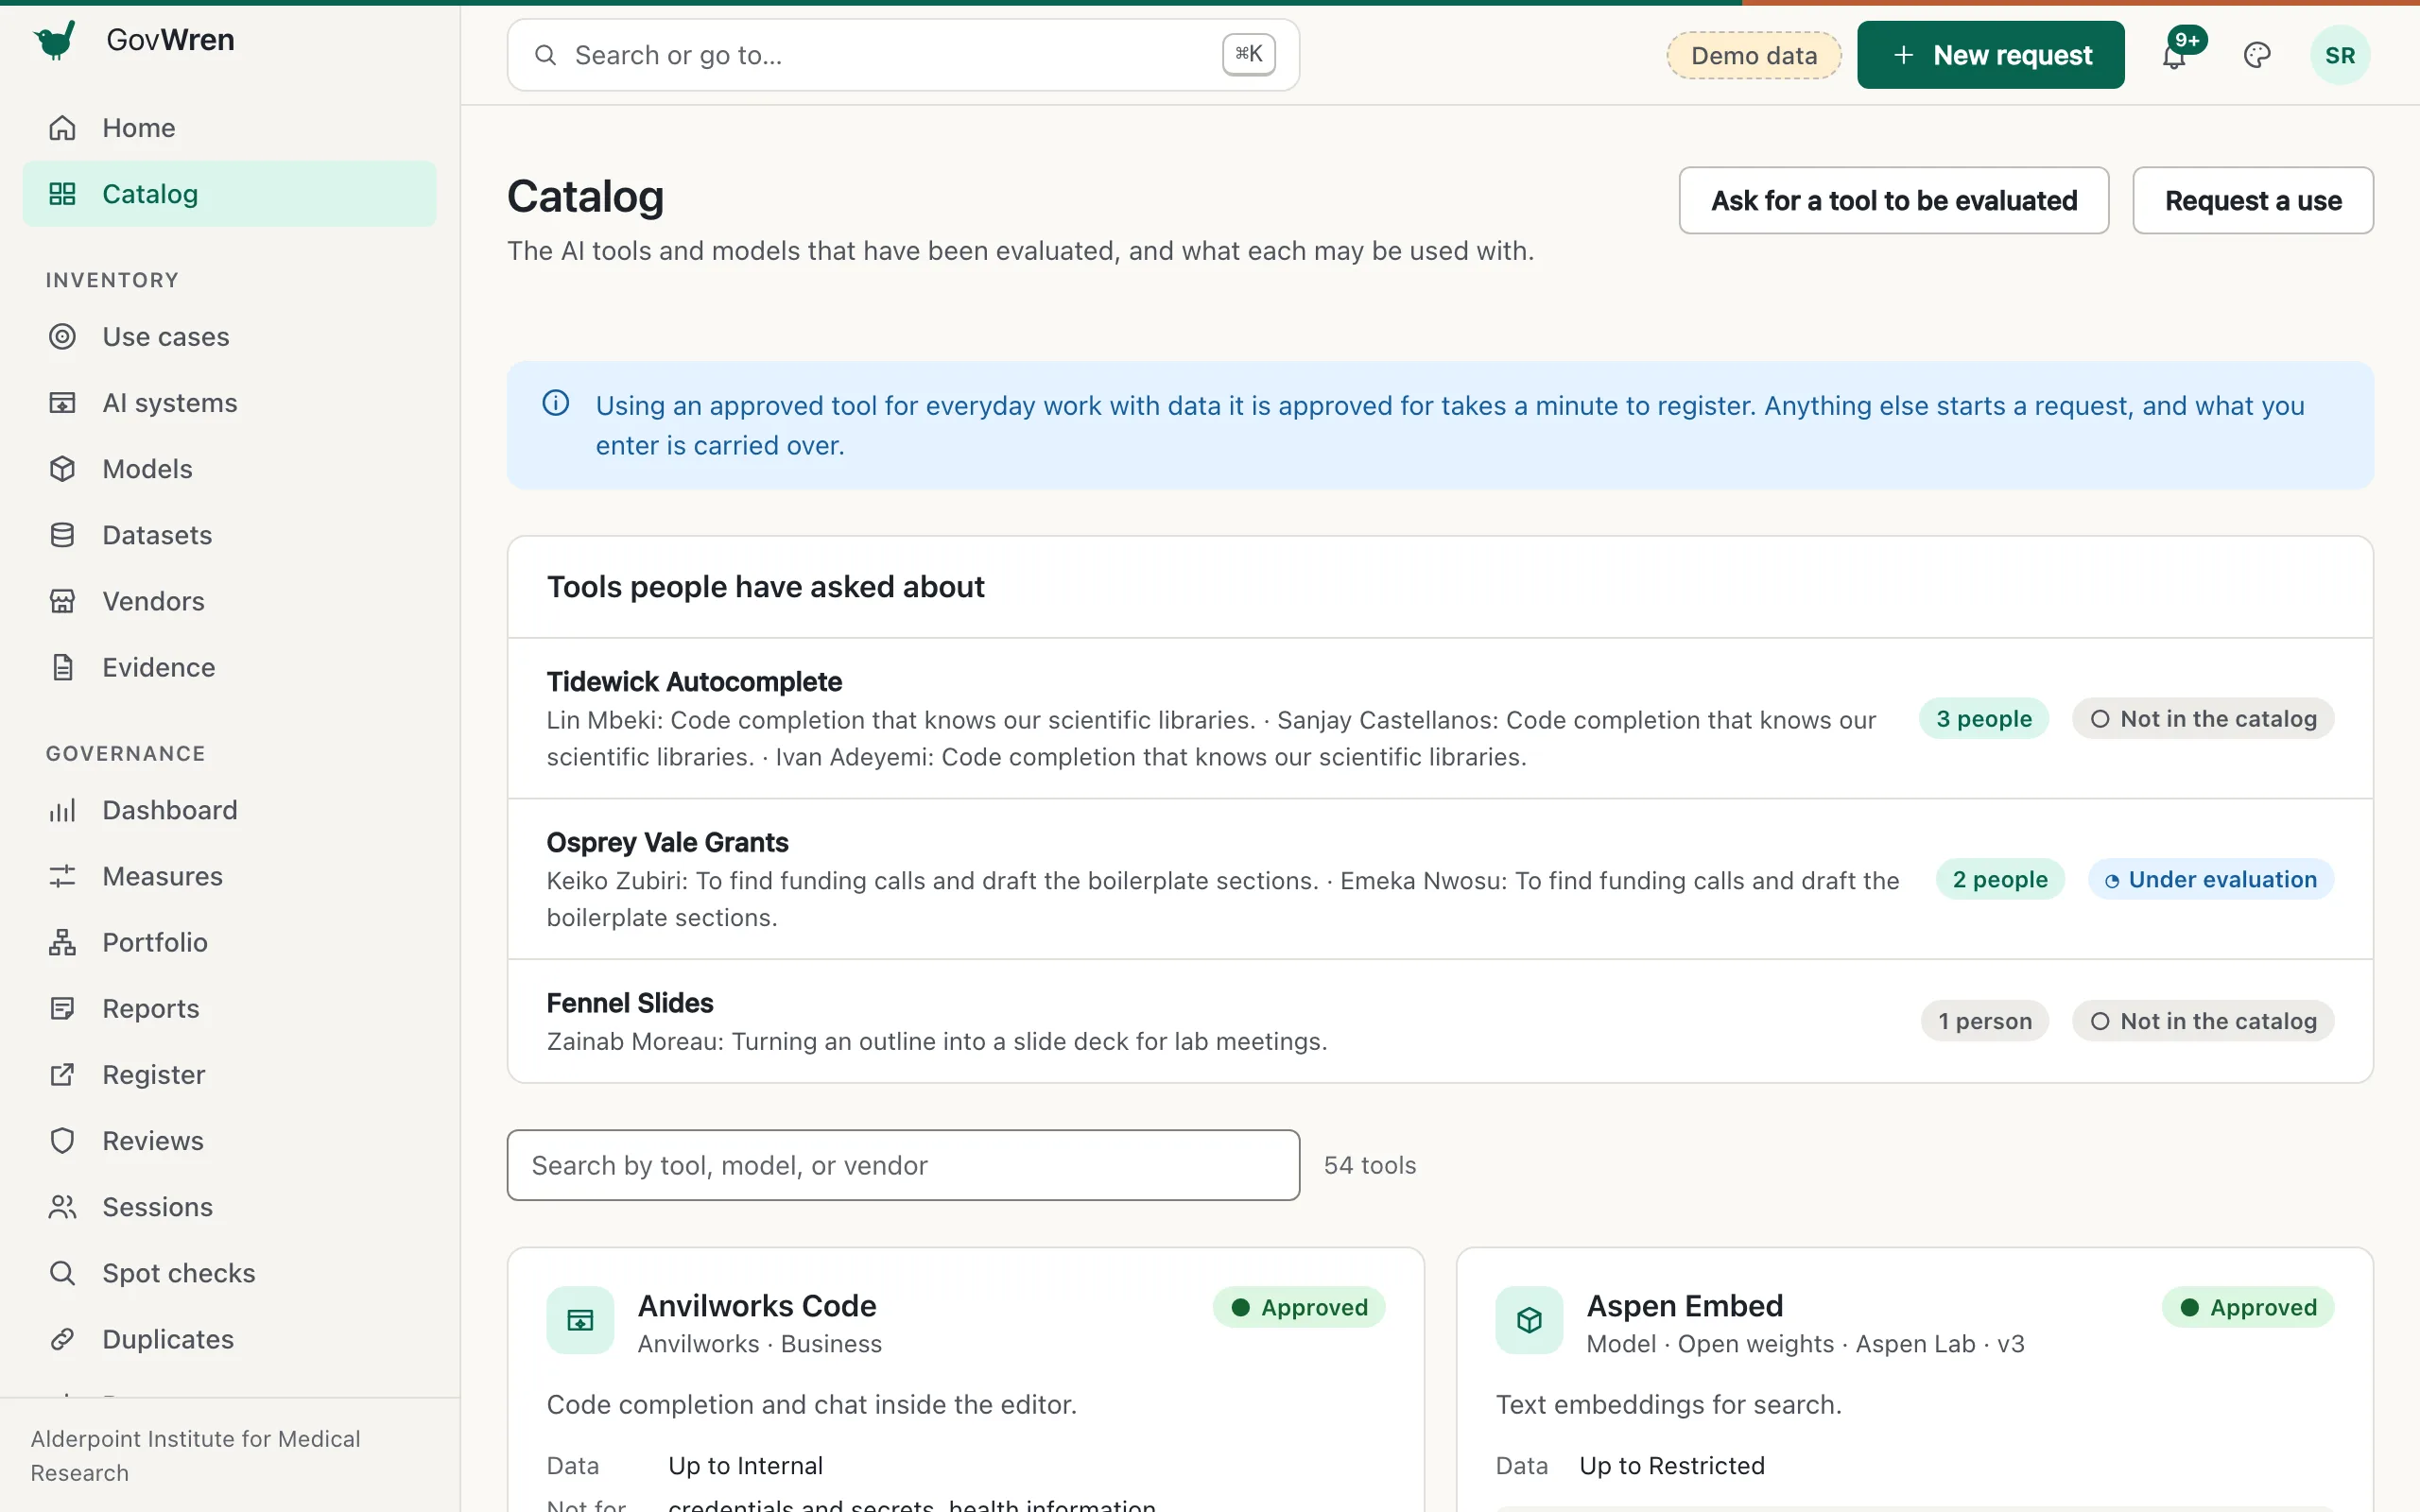 GovWren
Search or go to...
⌘K
Demo data
+ New request
9+
SR
Home
Catalog
INVENTORY
Use cases
AI systems
Models
Datasets
Vendors
Evidence
GOVERNANCE
Dashboard
Measures
Portfolio
Reports
Register
Reviews
Sessions
Spot checks
Duplicates
Alderpoint Institute for Medical
Research
Catalog
The AI tools and models that have been evaluated, and what each may be used with.
Ask for a tool to be evaluated
Request a use
Using an approved tool for everyday work with data it is approved for takes a minute to register. Anything else starts a request, and what you
enter is carried over.
Tools people have asked about
Tidewick Autocomplete
Lin Mbeki: Code completion that knows our scientific libraries. · Sanjay Castellanos: Code completion that knows our
scientific libraries. · Ivan Adeyemi: Code completion that knows our scientific libraries.
3 people
Not in the catalog
Osprey Vale Grants
Keiko Zubiri: To find funding calls and draft the boilerplate sections. · Emeka Nwosu: To find funding calls and draft the
boilerplate sections.
2 people
Under evaluation
Fennel Slides
Zainab Moreau: Turning an outline into a slide deck for lab meetings.
1 person
Not in the catalog
Search by tool, model, or vendor
54 tools
Anvilworks Code
Approved
Anvilworks · Business
Code completion and chat inside the editor.
Data Up to Internal
Not for credentials and secrets, health information
Aspen Embed
Approved
Model · Open weights · Aspen Lab · v3
Text embeddings for search.
Data Up to Restricted